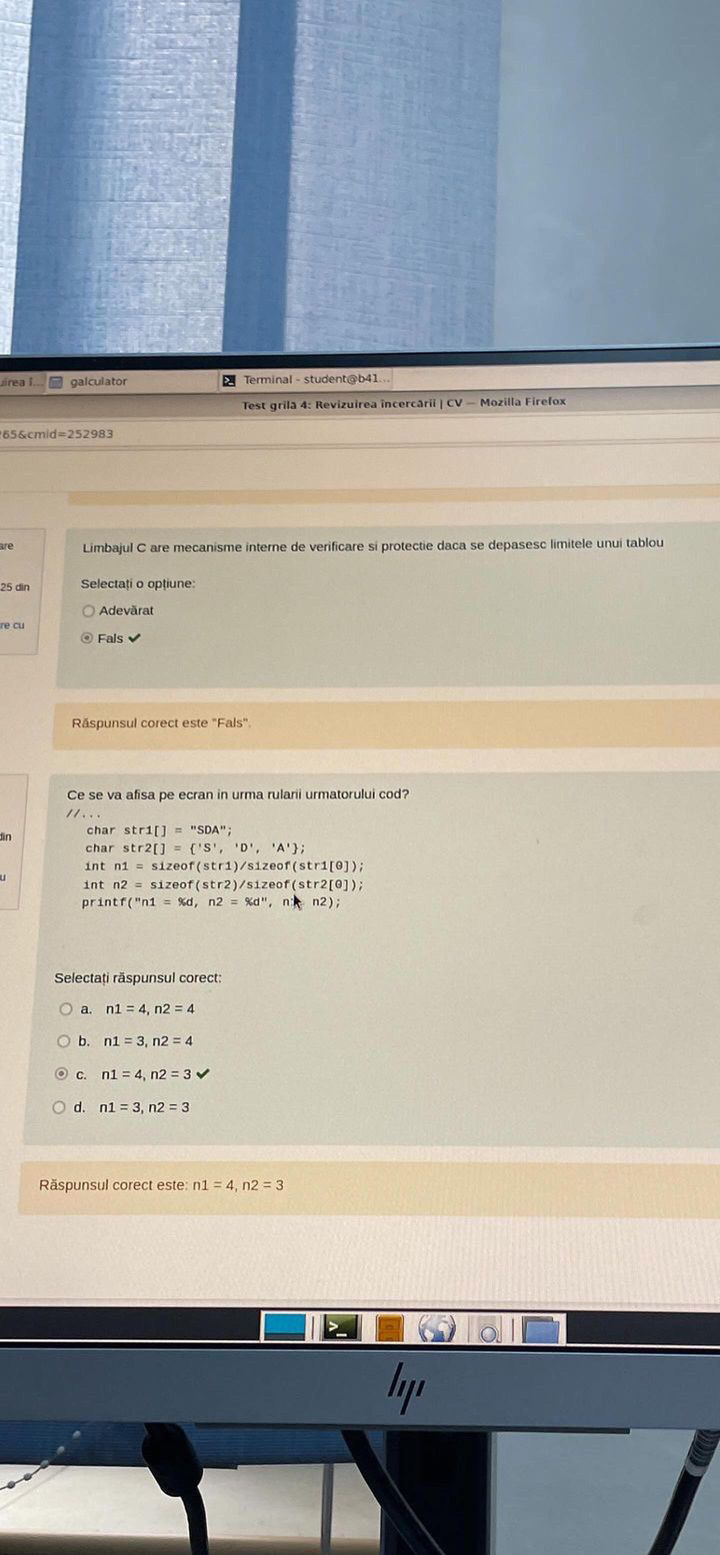 galculator
Terminal - student@b41...
Test grilă 4: Revizuirea încercării | CV — Mozilla Firefox
65&cmid=252983
Limbajul C are mecanisme interne de verificare si protectie daca se depasesc limitele unui tablou
25 din
Selectați o opțiune:
Adevărat
re cu
Fals
Răspunsul corect este "Fals".
Ce se va afisa pe ecran in urma rularii urmatorului cod?
//...
char str1[] = "SDA";
din
char str2[] = {'S', 'D', 'A'};
int n1 = sizeof(str1)/sizeof(str1[0]);
int n2 = sizeof(str2)/sizeof(str2[0]);
printf("n1 = %d, n2 = %d", n n2);
Selectați răspunsul corect:
a. n1 = 4, n2 = 4
b. n1 = 3, n2 = 4
c. n1 = 4, n2 = 3
d. n1 = 3, n2 = 3
Răspunsul corect este: n1 = 4, n2 = 3
hp